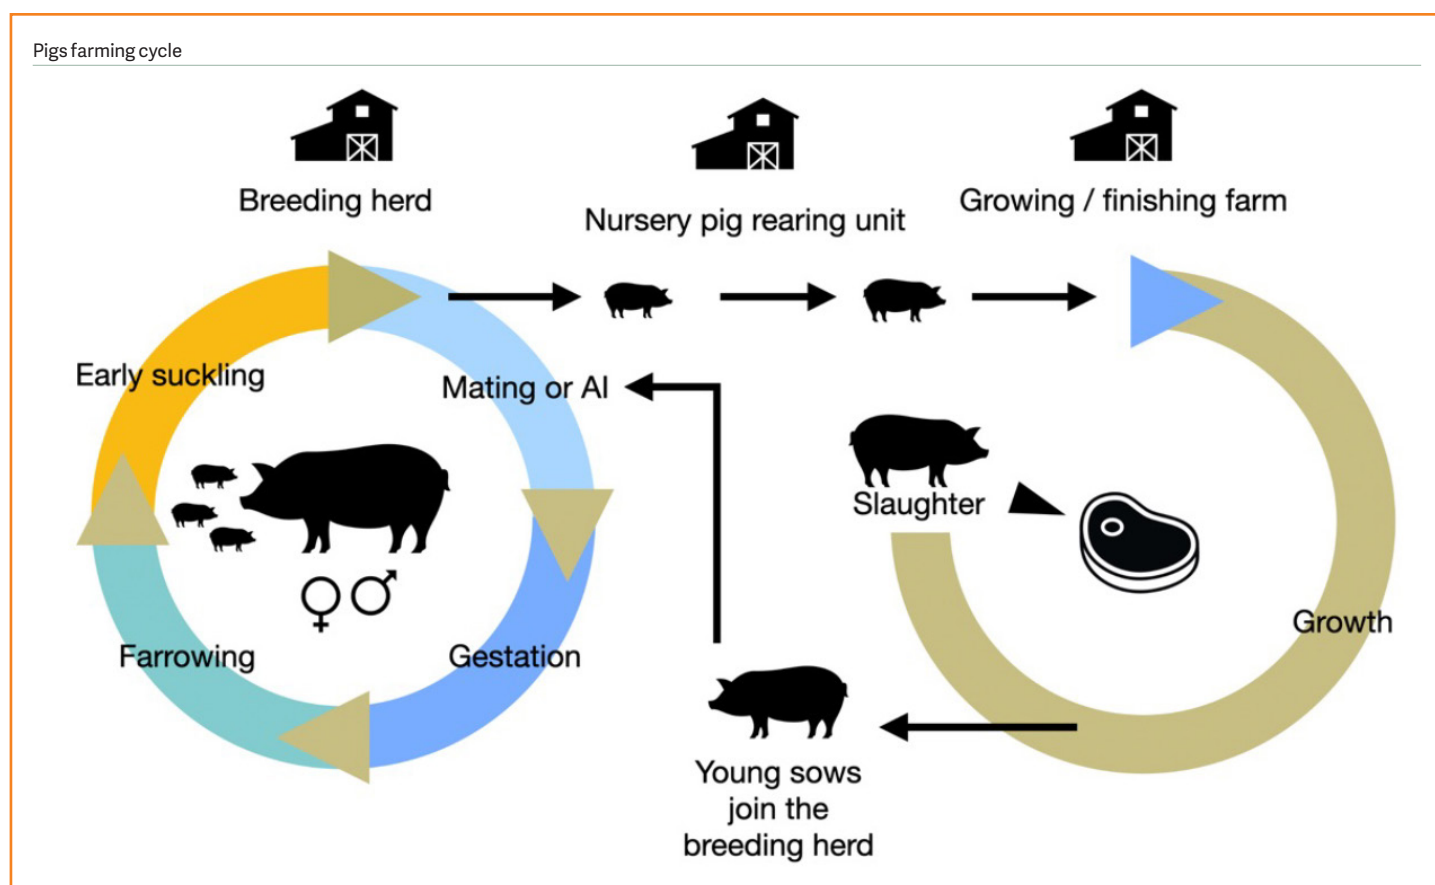 Pigs farming cycle
Breeding herd
Nursery pig rearing unit
Growing / finishing farm
Early suckling
Mating or AI
Slaughter
Growth
Farrowing
Gestation
Young sows
join the
breeding herd